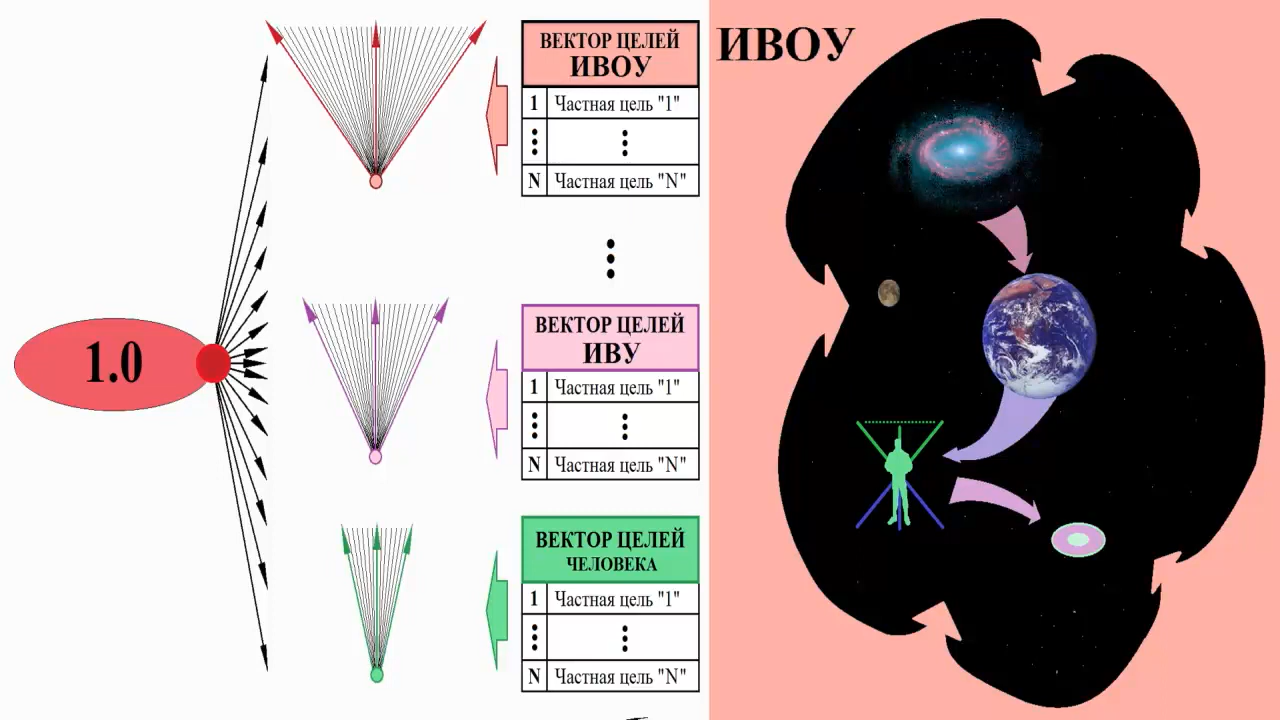 1.0
ВЕКТОР ЦЕЛЕЙ
ИВОУ
1 Частная цель "1"
N Частная цель "N"
ВЕКТОР ЦЕЛЕЙ
ИВУ
1 Частная цель "1"
N Частная цель "N"
ВЕКТОР ЦЕЛЕЙ
ЧЕЛОВЕКА
1 Частная цель "1"
N Частная цель "N"
ИВОУ